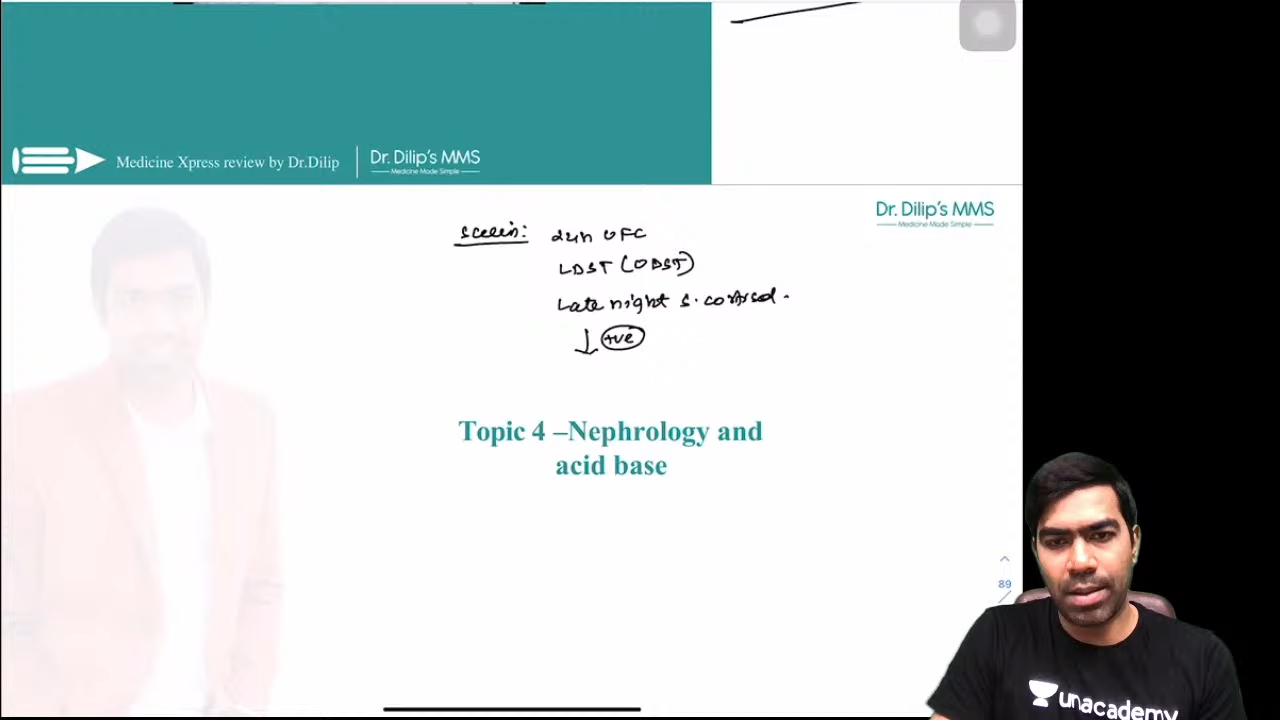 Medicine Xpress review by Dr.Dilip
Dr. Dilip's MMS
Medicine Made Simple
Dr. Dilip's MMS
Medicine Made Simple
screen:
24h UFC
LDST (ODST)
Late night s. cortisol.
↓ +ve
Topic 4 –Nephrology and
acid base
89
unacademy